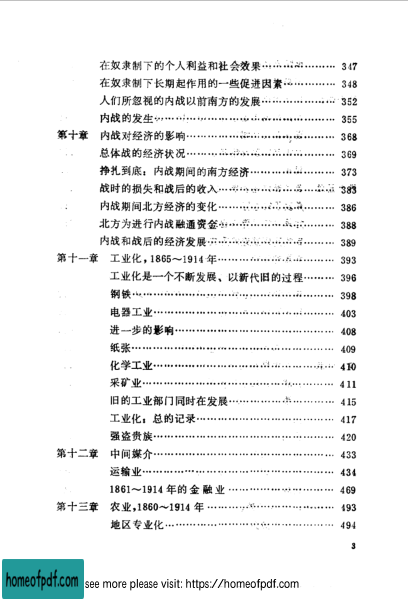 在奴隶制下的个人利益和社会效果………………… 347
在奴隶制下长期起作用的一些促进因素…………… 348
人们所忽视的内战以前南方的发展………………… 352
内战的发生…………………………………………… 355
第十章 内战对经济的影响…………………………… 368
总体战的经济状况…………………………………… 369
挣扎到底：内战期间的南方经济…………………… 373
战时的损失和战后的收入…………………………… 383
内战期间北方经济的变化…………………………… 386
北方为进行内战融通资金…………………………… 388
内战和战后的经济发展……………………………… 389
第十一章 工业化，1865～1914年…………………… 393
工业化是一个不断发展、以新代旧的过程………… 396
钢铁…………………………………………………… 398
电器工业……………………………………………… 403
进一步的影响………………………………………… 408
纸张…………………………………………………… 409
化学工业……………………………………………… 410
采矿业………………………………………………… 411
旧的工业部门同时在发展…………………………… 415
工业化：总的记录…………………………………… 417
强盗贵族……………………………………………… 420
第十二章 中间媒介…………………………………… 433
运输业………………………………………………… 434
1861～1914年的金融业……………………………… 469
第十三章 农业，1860～1914年……………………… 493
地区专业化…………………………………………… 494
3
homeofpdf.com see more please visit: https://homeofpdf.com